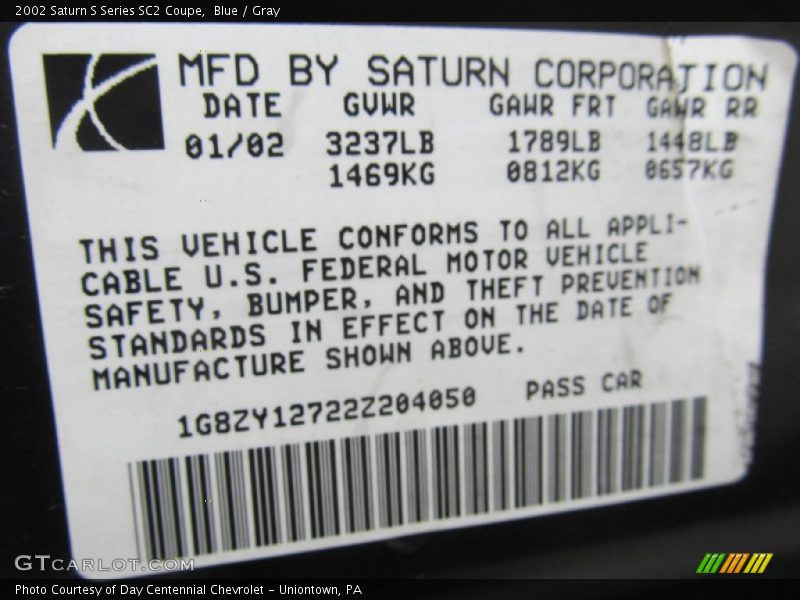 2002 Saturn S Series SC2 Coupe,  Blue / Gray
MFD BY SATURN CORPORATION
DATE GVWR GAWR FRT GAWR RR
01/02 3237LB 1789LB 1448LB
1469KG 0812KG 0657KG
THIS VEHICLE CONFORMS TO ALL APPLI-
CABLE U.S. FEDERAL MOTOR VEHICLE
SAFETY, BUMPER, AND THEFT PREVENTION
STANDARDS IN EFFECT ON THE DATE OF
MANUFACTURE SHOWN ABOVE.
1G8ZY12722Z204050 PASS CAR
GTCARLOT.COM
Photo Courtesy of Day Centennial Chevrolet - Uniontown, PA